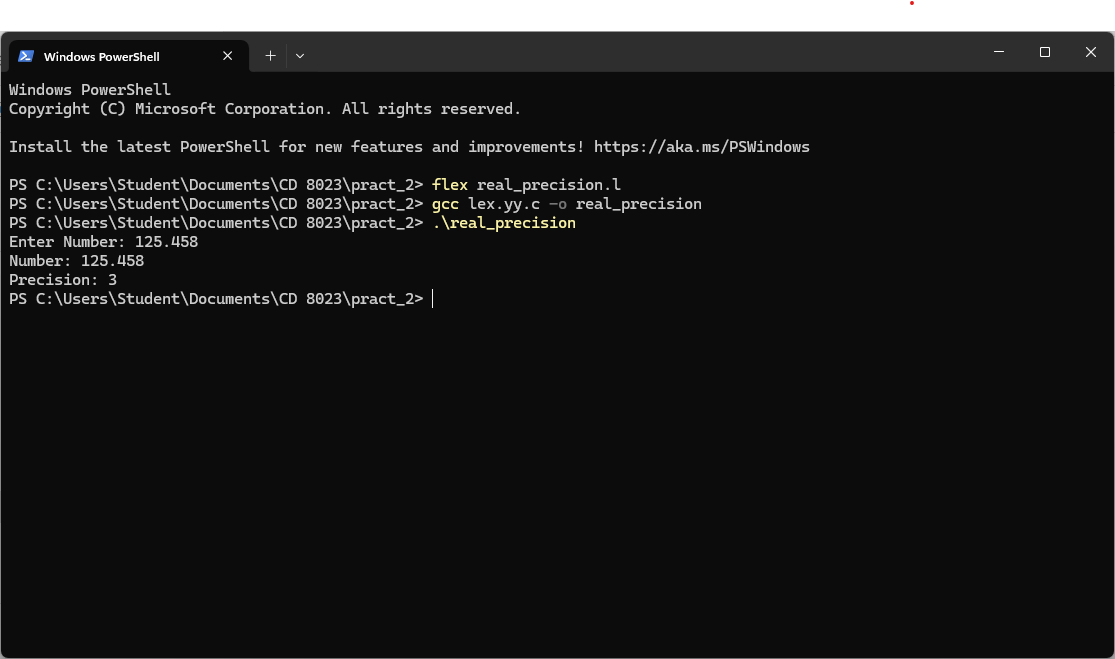 Windows PowerShell
Windows PowerShell
Copyright (C) Microsoft Corporation. All rights reserved.
Install the latest PowerShell for new features and improvements! https://aka.ms/PSWindows
PS C:\Users\Student\Documents\CD 8023\pract_2> flex real_precision.l
PS C:\Users\Student\Documents\CD 8023\pract_2> gcc lex.yy.c -o real_precision
PS C:\Users\Student\Documents\CD 8023\pract_2> .\real_precision
Enter Number: 125.458
Number: 125.458
Precision: 3
PS C:\Users\Student\Documents\CD 8023\pract_2>